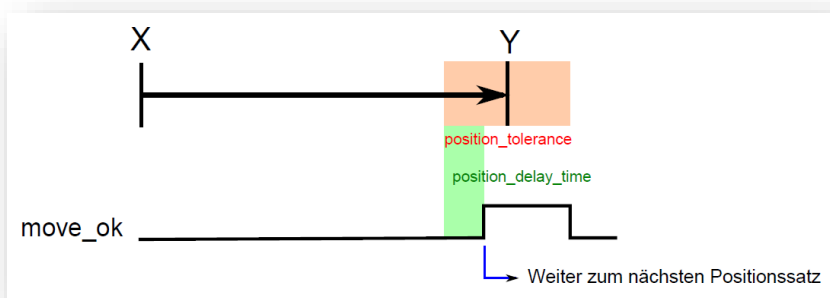 X
Y
position_tolerance
position_delay_time
move_ok
Weiter zum nächsten Positionssatz